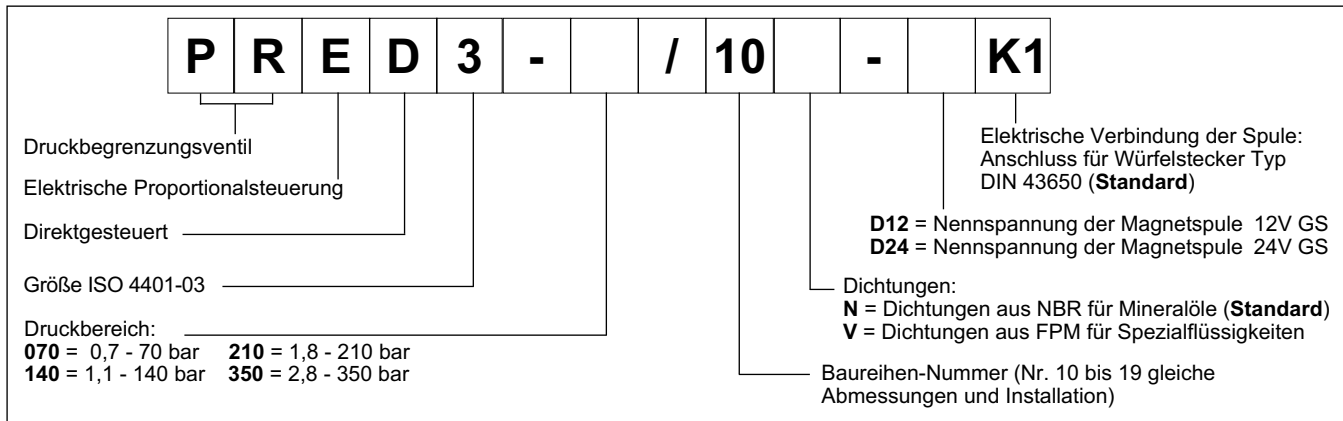 P R E D 3 - / 10 - K1
Druckbegrenzungsventil
Elektrische Proportionalsteuerung
Direktgesteuert
Größe ISO 4401-03
Druckbereich:
070 = 0,7 - 70 bar 210 = 1,8 - 210 bar
140 = 1,1 - 140 bar 350 = 2,8 - 350 bar
Elektrische Verbindung der Spule:
Anschluss für Würfelstecker Typ
DIN 43650 (Standard)
D12 = Nennspannung der Magnetspule 12V GS
D24 = Nennspannung der Magnetspule 24V GS
Dichtungen:
N = Dichtungen aus NBR für Mineralöle (Standard)
V = Dichtungen aus FPM für Spezialflüssigkeiten
Baureihen-Nummer (Nr. 10 bis 19 gleiche
Abmessungen und Installation)